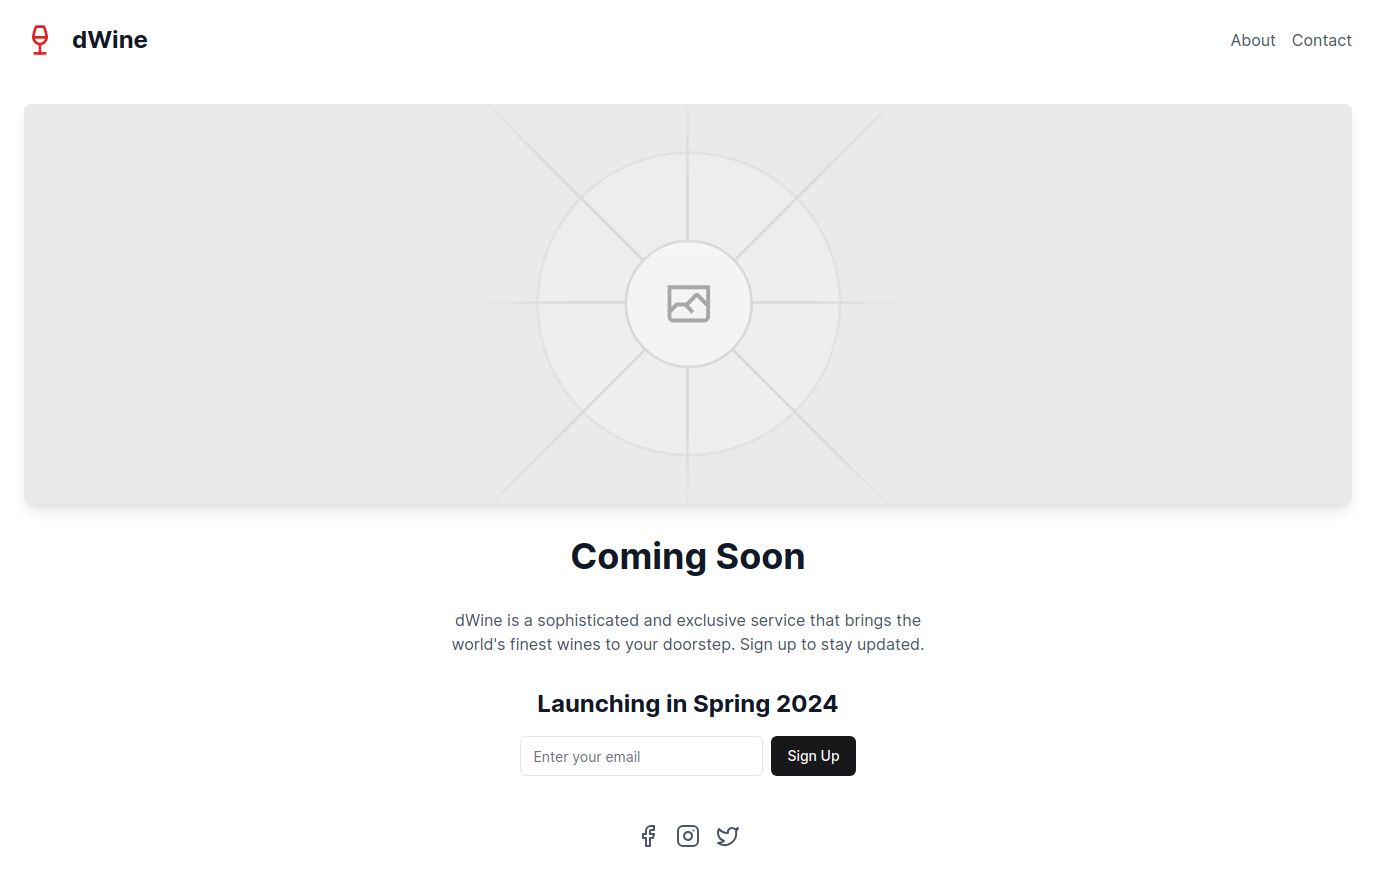 dWine
About Contact
Coming Soon
dWine is a sophisticated and exclusive service that brings the
world's finest wines to your doorstep. Sign up to stay updated.
Launching in Spring 2024
Enter your email Sign Up